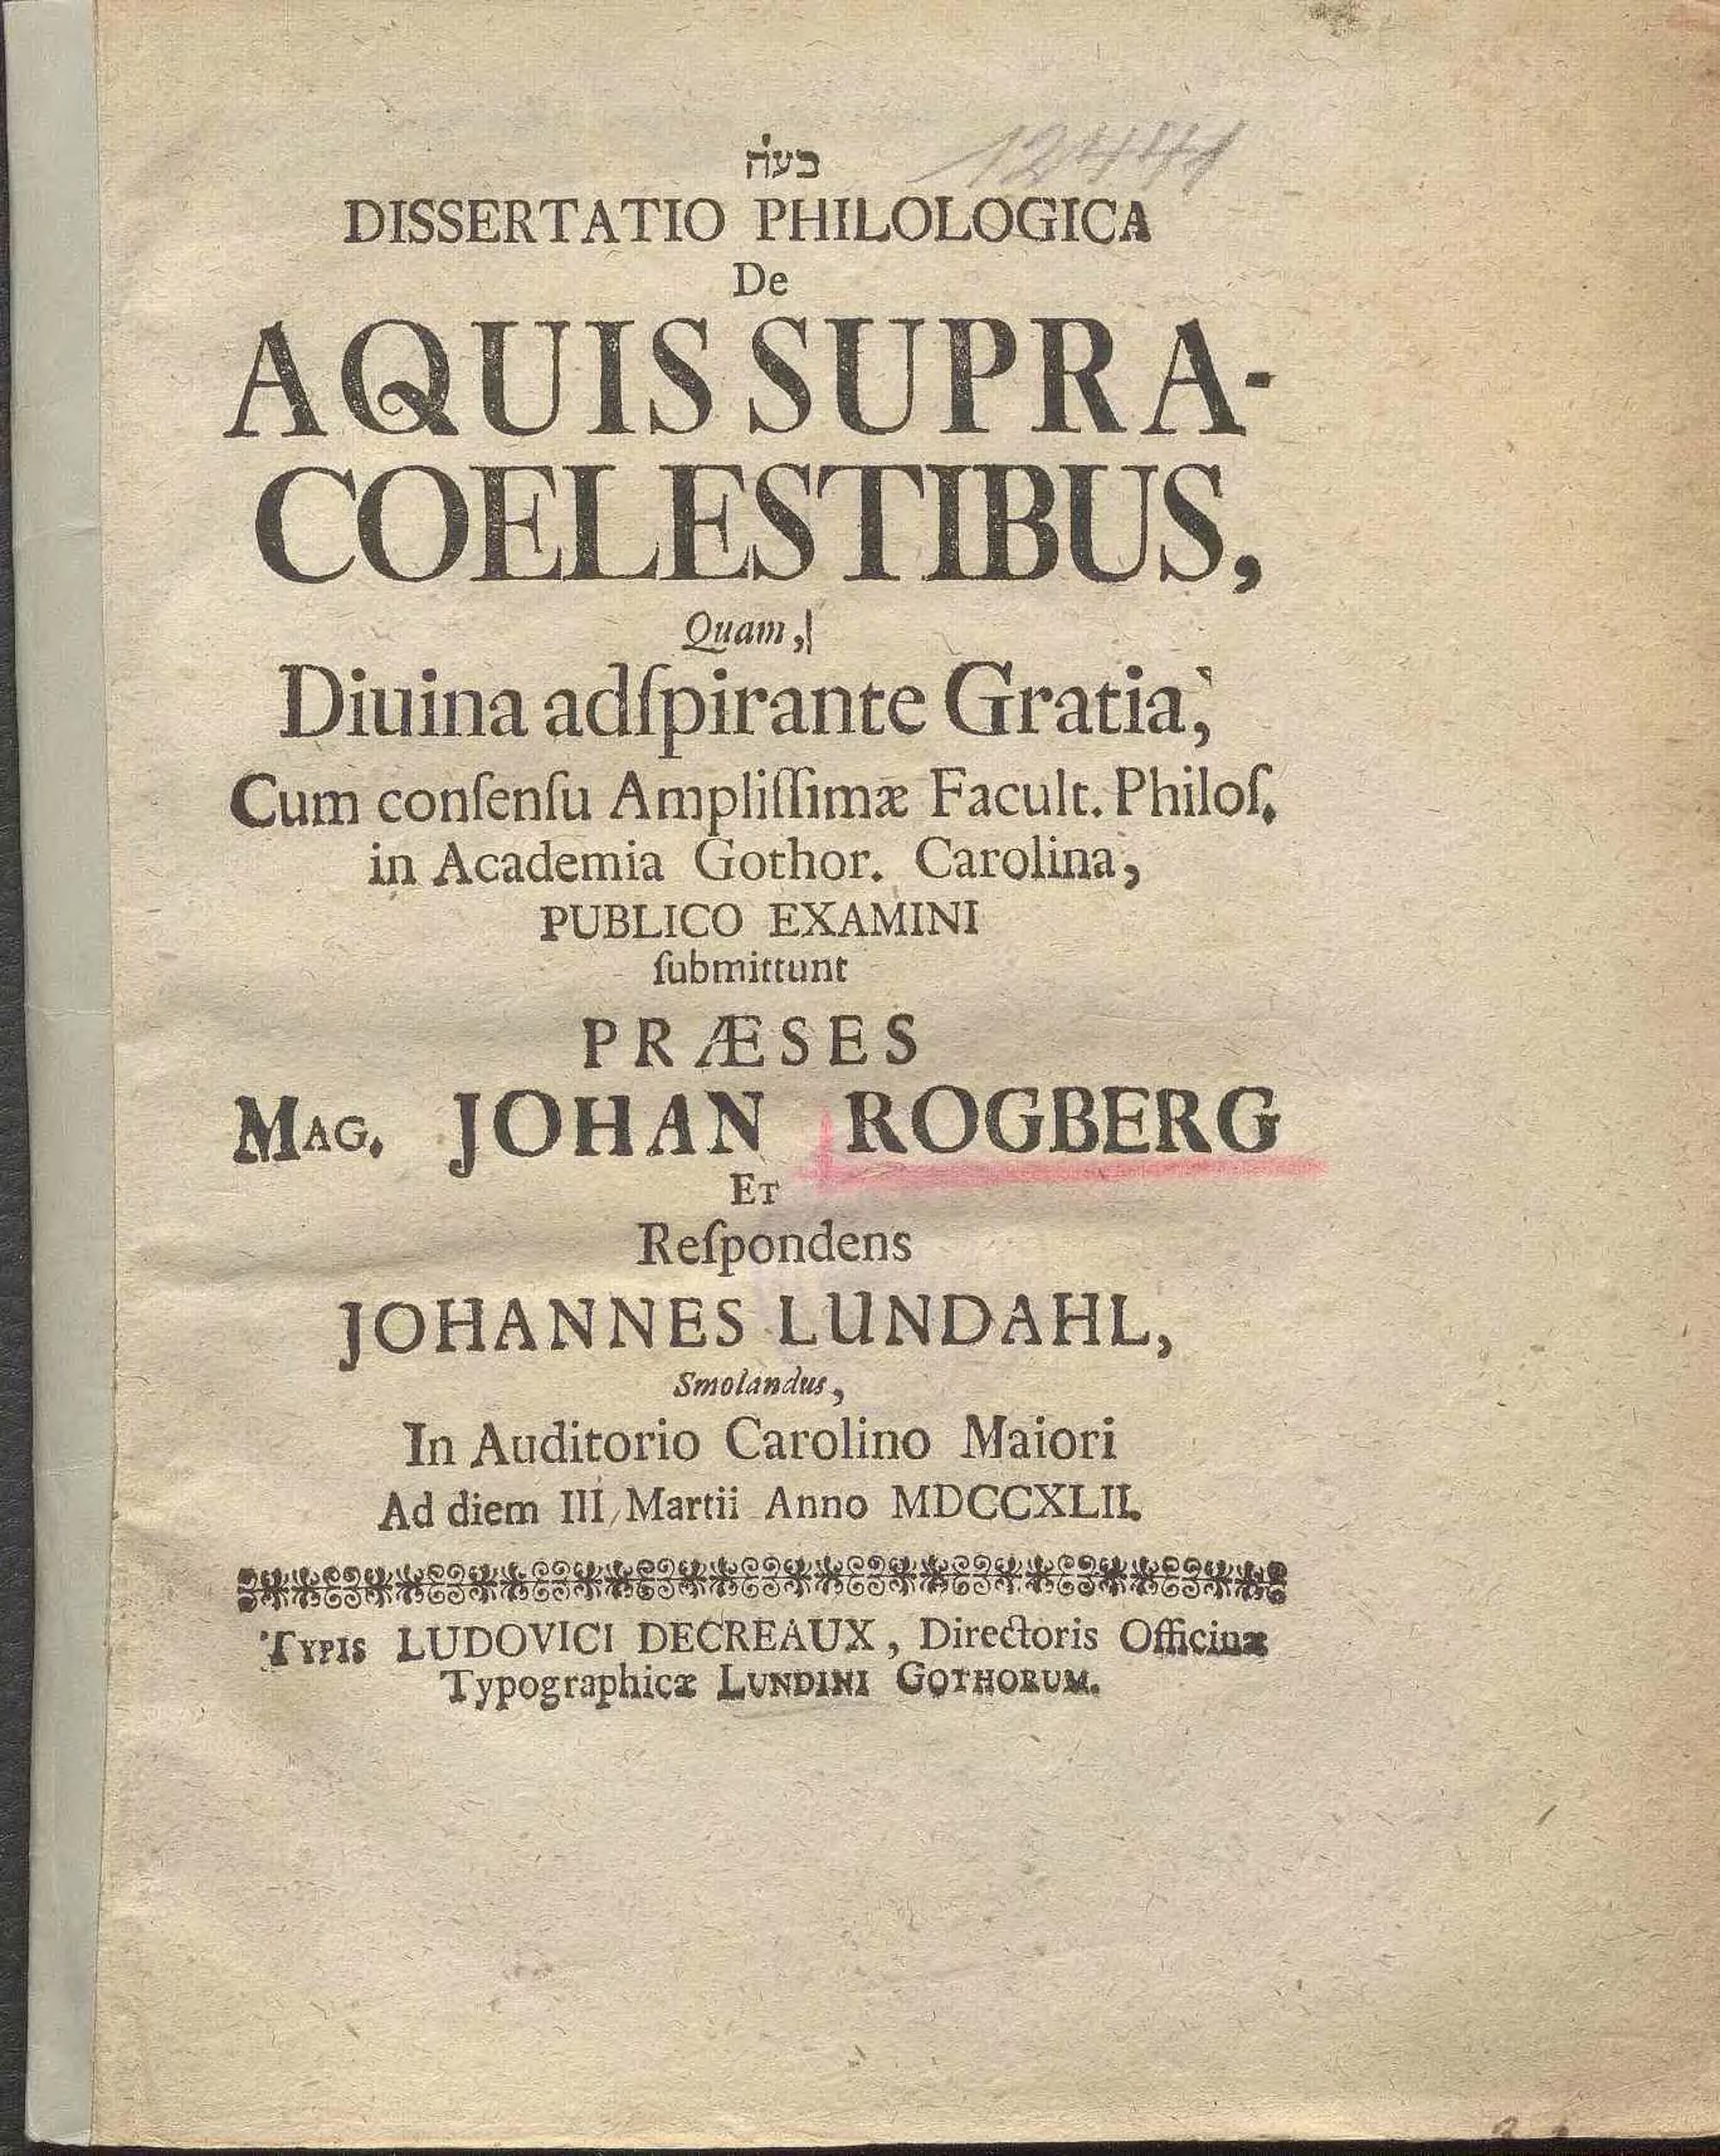 בעה
12441
DISSERTATIO PHILOLOGICA
De
AQUIS SUPRA-
COELESTIBUS,
Quam,
Diuina adſpirante Gratia,
Cum conſenſu Ampliſſimæ Facult. Philoſ.
in Academia Gothor. Carolina,
PUBLICO EXAMINI
ſubmittunt
PRÆSES
MAG. JOHAN ROGBERG
ET
Reſpondens
JOHANNES LUNDAHL,
Smolandus,
In Auditorio Carolino Maiori
Ad diem III Martii Anno MDCCXLII.
TYPIS LUDOVICI DECREAUX, Directoris Officinæ
Typographicæ LUNDINI GOTHORUM.